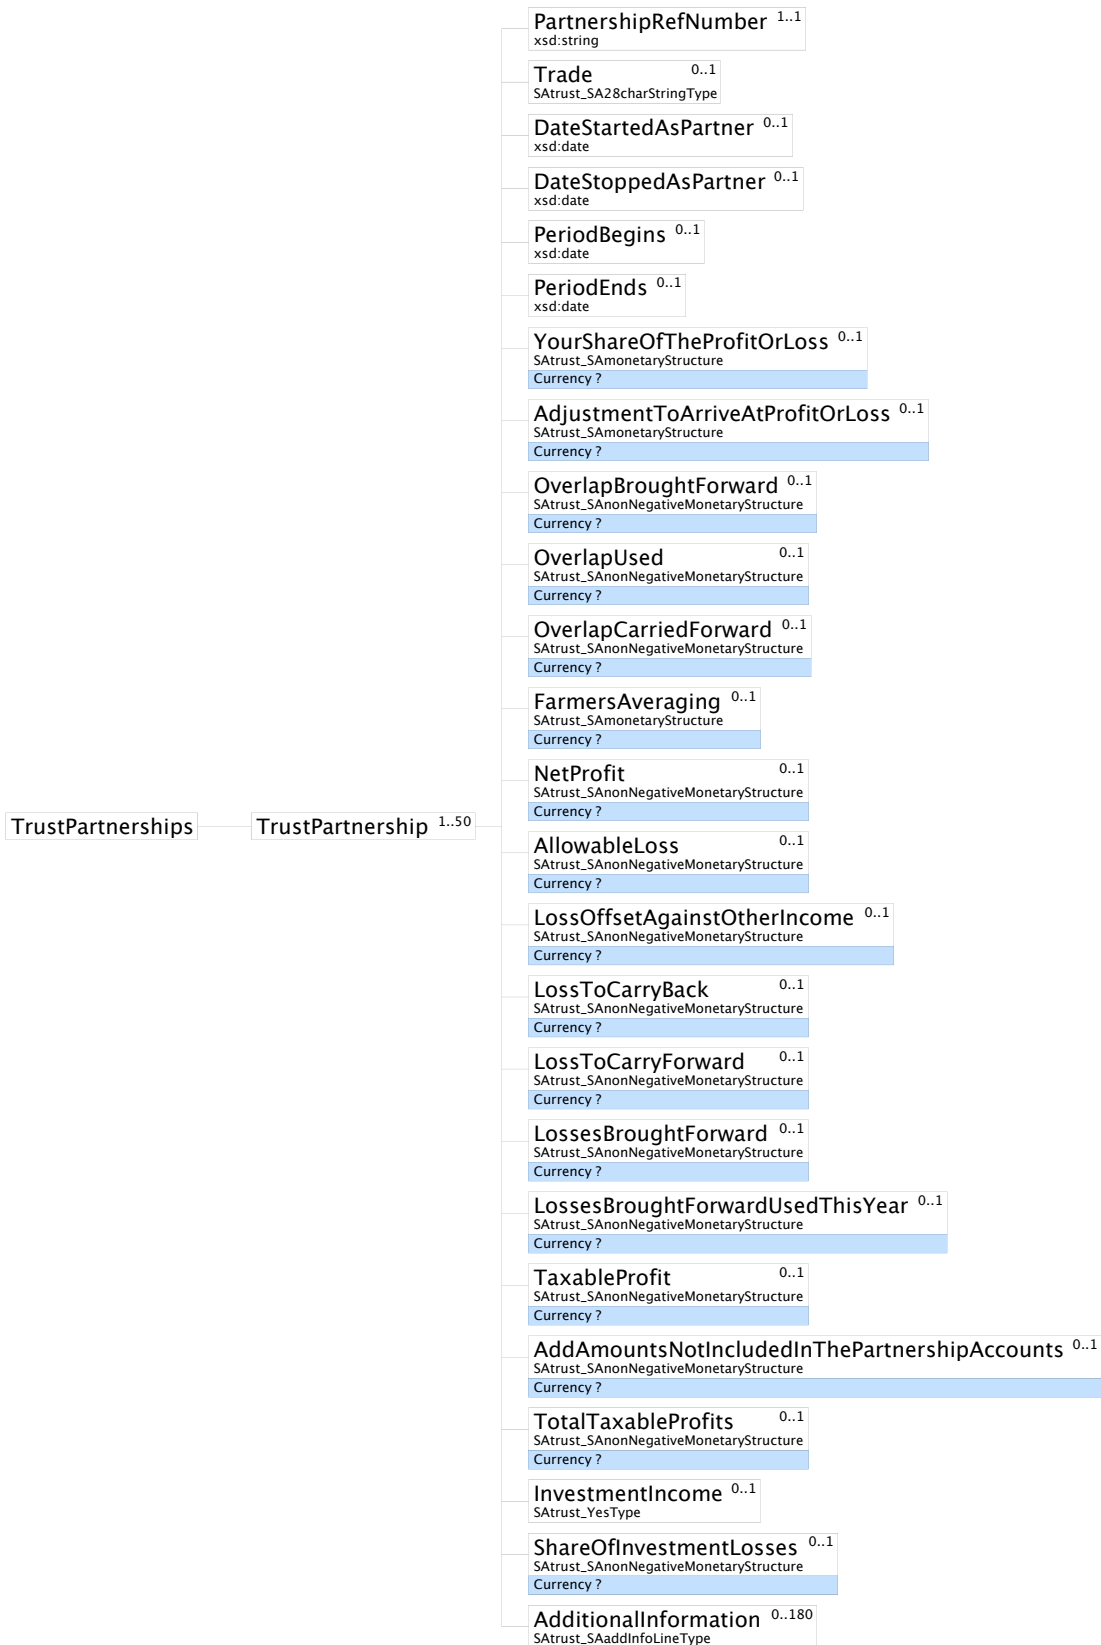 PartnershipRefNumber 1..1
xsd:string
Trade 0..1
SAtrust_SA28charStringType
DateStartedAsPartner 0..1
xsd:date
DateStoppedAsPartner 0..1
xsd:date
PeriodBegins 0..1
xsd:date
PeriodEnds 0..1
xsd:date
YourShareOfTheProfitOrLoss 0..1
SAtrust_SAmonetaryStructure
Currency ?
AdjustmentToArriveAtProfitOrLoss 0..1
SAtrust_SAmonetaryStructure
Currency ?
OverlapBroughtForward 0..1
SAtrust_SAnonNegativeMonetaryStructure
Currency ?
OverlapUsed 0..1
SAtrust_SAnonNegativeMonetaryStructure
Currency ?
OverlapCarriedForward 0..1
SAtrust_SAnonNegativeMonetaryStructure
Currency ?
FarmersAveraging 0..1
SAtrust_SAmonetaryStructure
Currency ?
NetProfit 0..1
SAtrust_SAnonNegativeMonetaryStructure
Currency ?
TrustPartnerships
TrustPartnership 1..50
AllowableLoss 0..1
SAtrust_SAnonNegativeMonetaryStructure
Currency ?
LossOffsetAgainstOtherIncome 0..1
SAtrust_SAnonNegativeMonetaryStructure
Currency ?
LossToCarryBack 0..1
SAtrust_SAnonNegativeMonetaryStructure
Currency ?
LossToCarryForward 0..1
SAtrust_SAnonNegativeMonetaryStructure
Currency ?
LossesBroughtForward 0..1
SAtrust_SAnonNegativeMonetaryStructure
Currency ?
LossesBroughtForwardUsedThisYear 0..1
SAtrust_SAnonNegativeMonetaryStructure
Currency ?
TaxableProfit 0..1
SAtrust_SAnonNegativeMonetaryStructure
Currency ?
AddAmountsNotIncludedInThePartnershipAccounts 0..1
SAtrust_SAnonNegativeMonetaryStructure
Currency ?
TotalTaxableProfits 0..1
SAtrust_SAnonNegativeMonetaryStructure
Currency ?
InvestmentIncome 0..1
SAtrust_YesType
ShareOfInvestmentLosses 0..1
SAtrust_SAnonNegativeMonetaryStructure
Currency ?
AdditionalInformation 0..180
SAtrust_SAaddInfoLineType